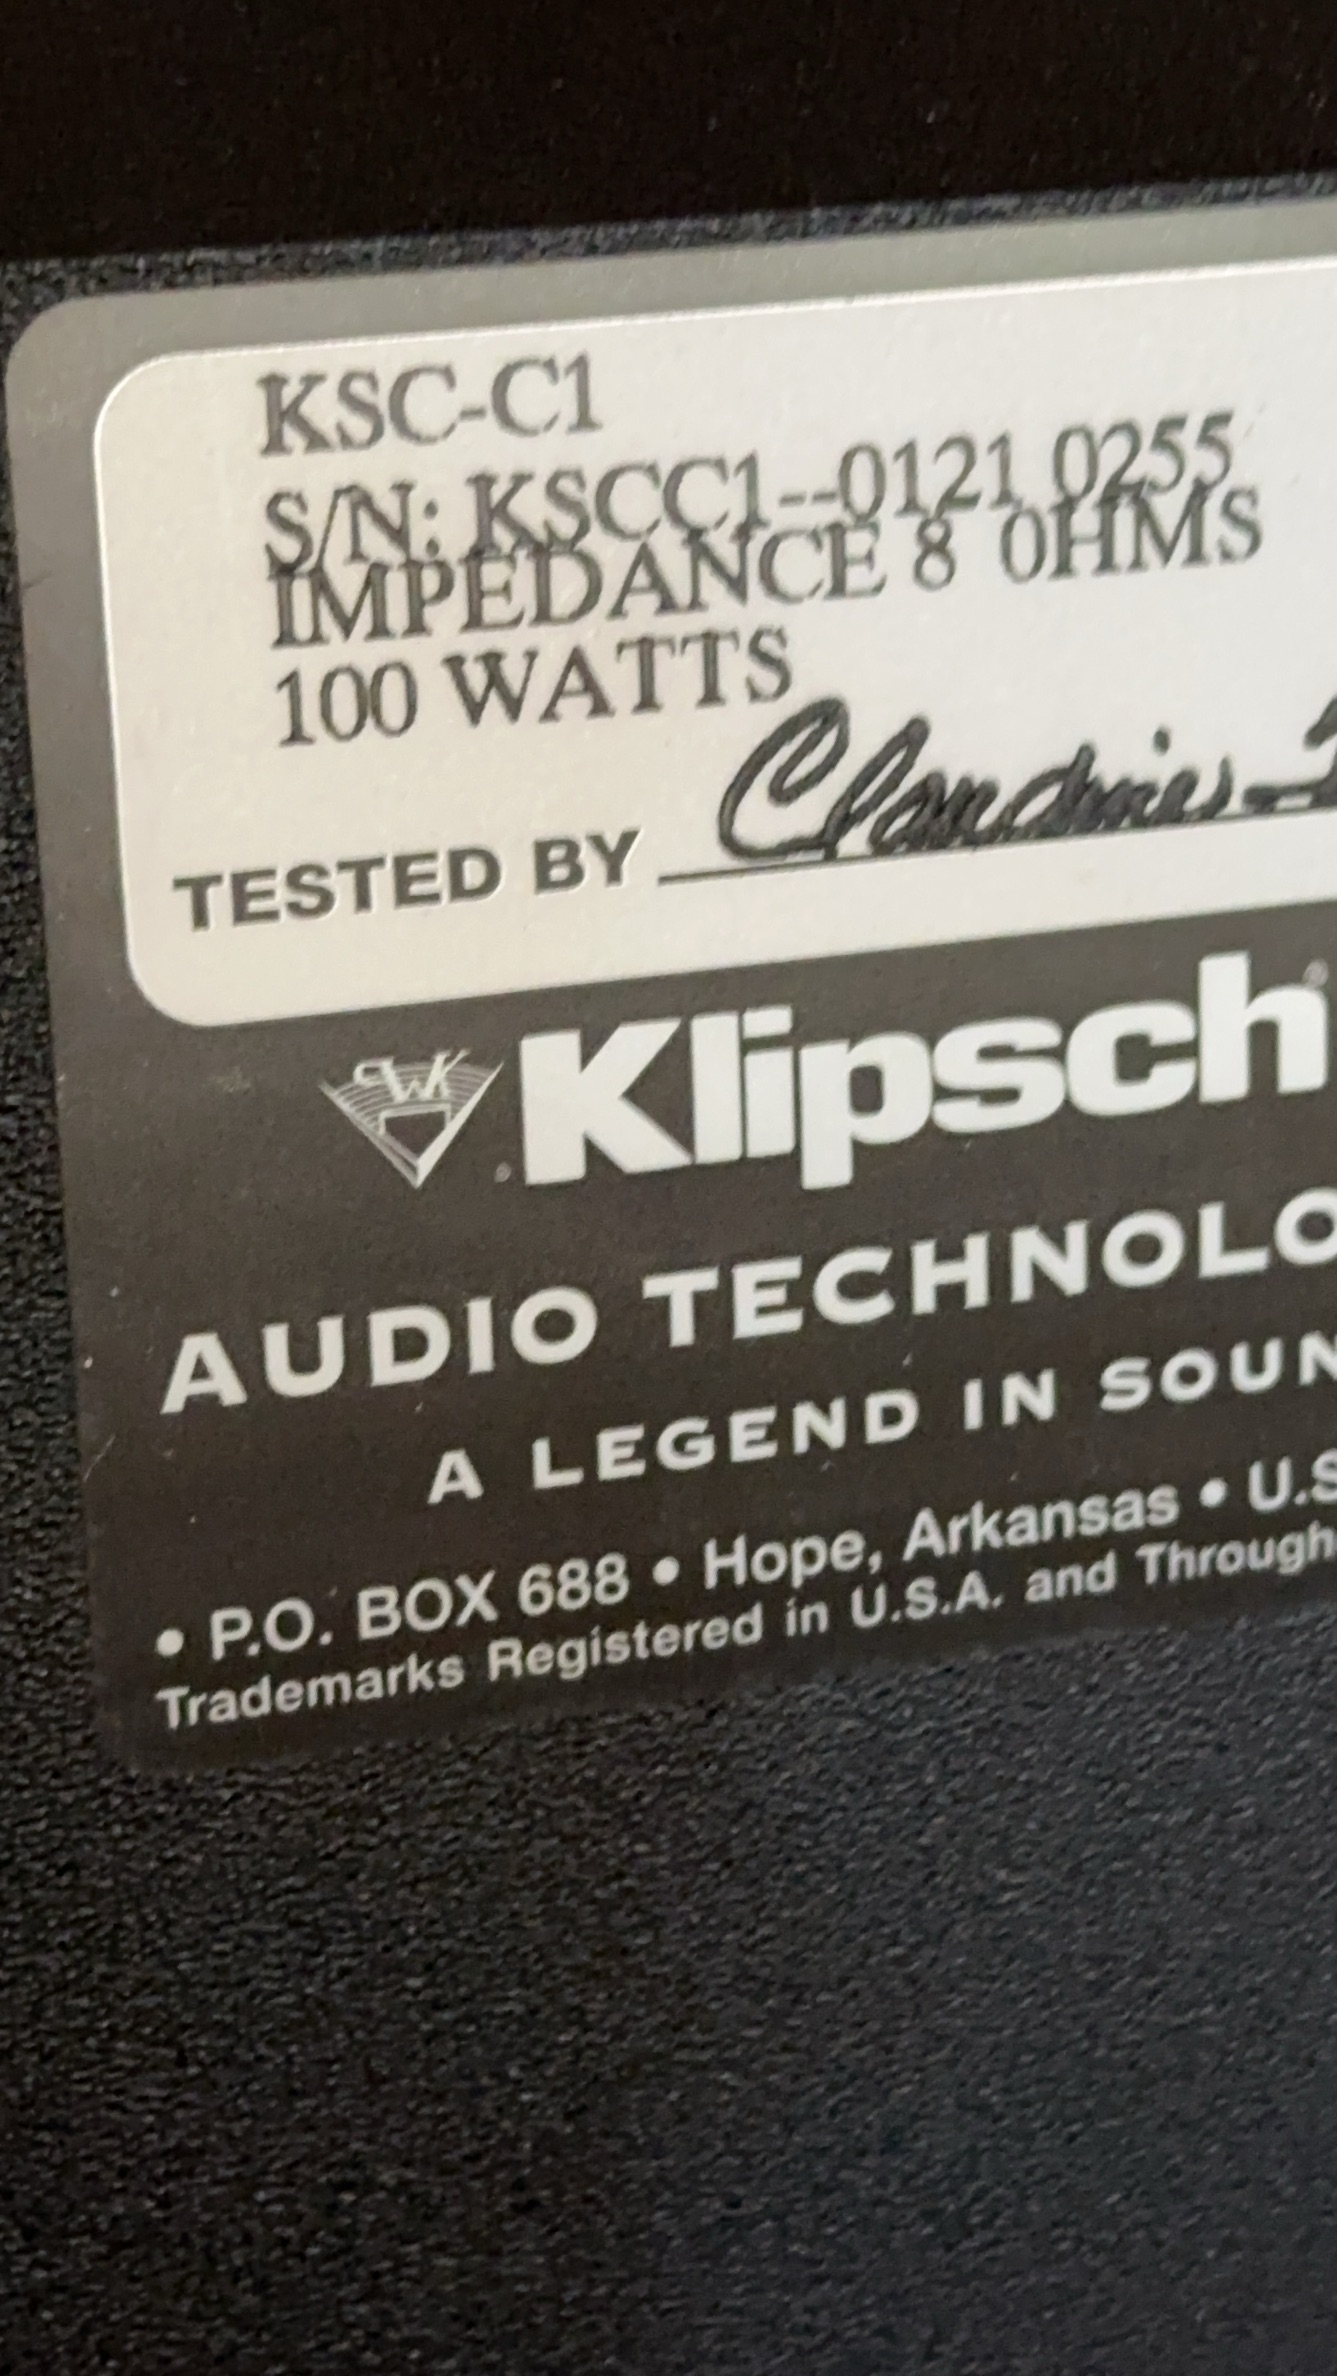 KSC-C1
S/N: KSCC1--0121 0255
IMPEDANCE 8 0HMS
100 WATTS
TESTED BY
PWK
Klipsch
AUDIO TECHNOLO
A LEGEND IN SOUN
• P.O. BOX 688 • Hope, Arkansas • U.S
Trademarks Registered in U.S.A. and Through